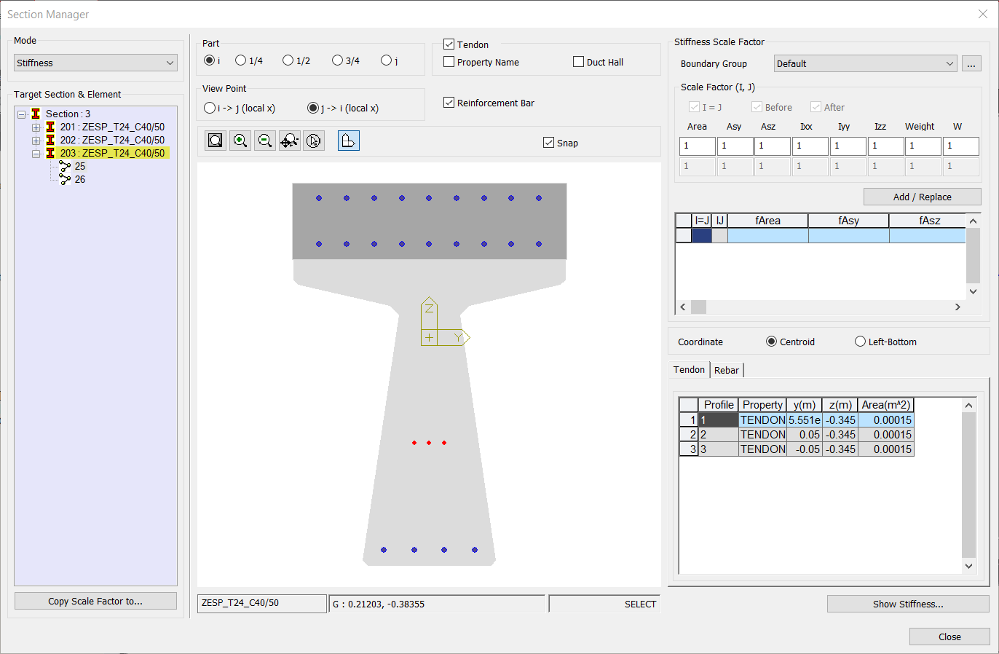 Section Manager
Mode
Stiffness
Target Section & Element
Section : 3
201 : ZESP_T24_C40/50
202 : ZESP_T24_C40/50
203 : ZESP_T24_C40/50
25
26
Copy Scale Factor to...
Part
i 1/4 1/2 3/4 j
View Point
i -> j (local x) j -> i (local x)
Tendon
Property Name Duct Hall
Reinforcement Bar
Snap
Z
Y
ZESP_T24_C40/50 G : 0.21203, -0.38355 SELECT
Stiffness Scale Factor
Boundary Group Default ...
Scale Factor (I, J)
I = J Before After
Area Asy Asz Ixx Iyy Izz Weight W
1 1 1 1 1 1 1 1
1 1 1 1 1 1 1 1
Add / Replace
I=J IJ fArea fAsy fAsz
Coordinate Centroid Left-Bottom
Tendon Rebar
Profile Property y(m) z(m) Area(m^2)
1 1 TENDON 5.551e -0.345 0.00015
2 2 TENDON 0.05 -0.345 0.00015
3 3 TENDON -0.05 -0.345 0.00015
Show Stiffness...
Close